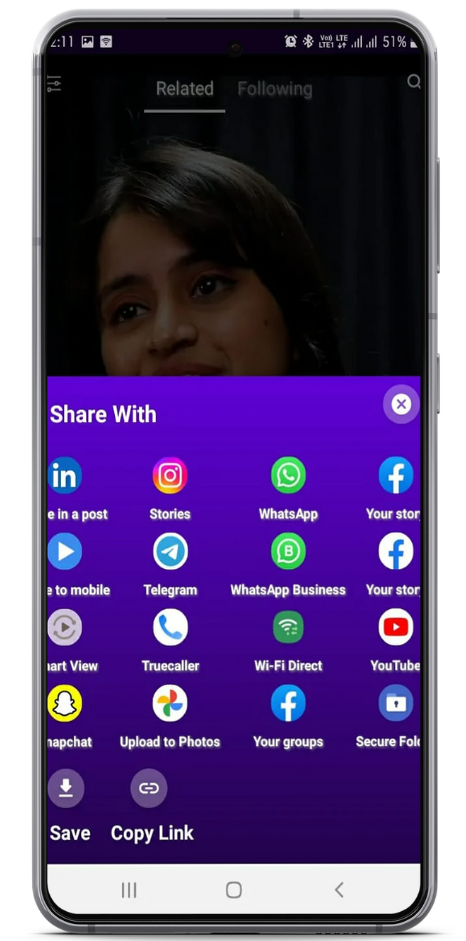 2:11 Vo) LTE LTE1 51%
Related Following
Share With
in
e in a post Stories WhatsApp Your stor
B
e to mobile Telegram WhatsApp Business Your stor
art View Truecaller Wi-Fi Direct YouTube
napchat Upload to Photos Your groups Secure Fol
Save Copy Link